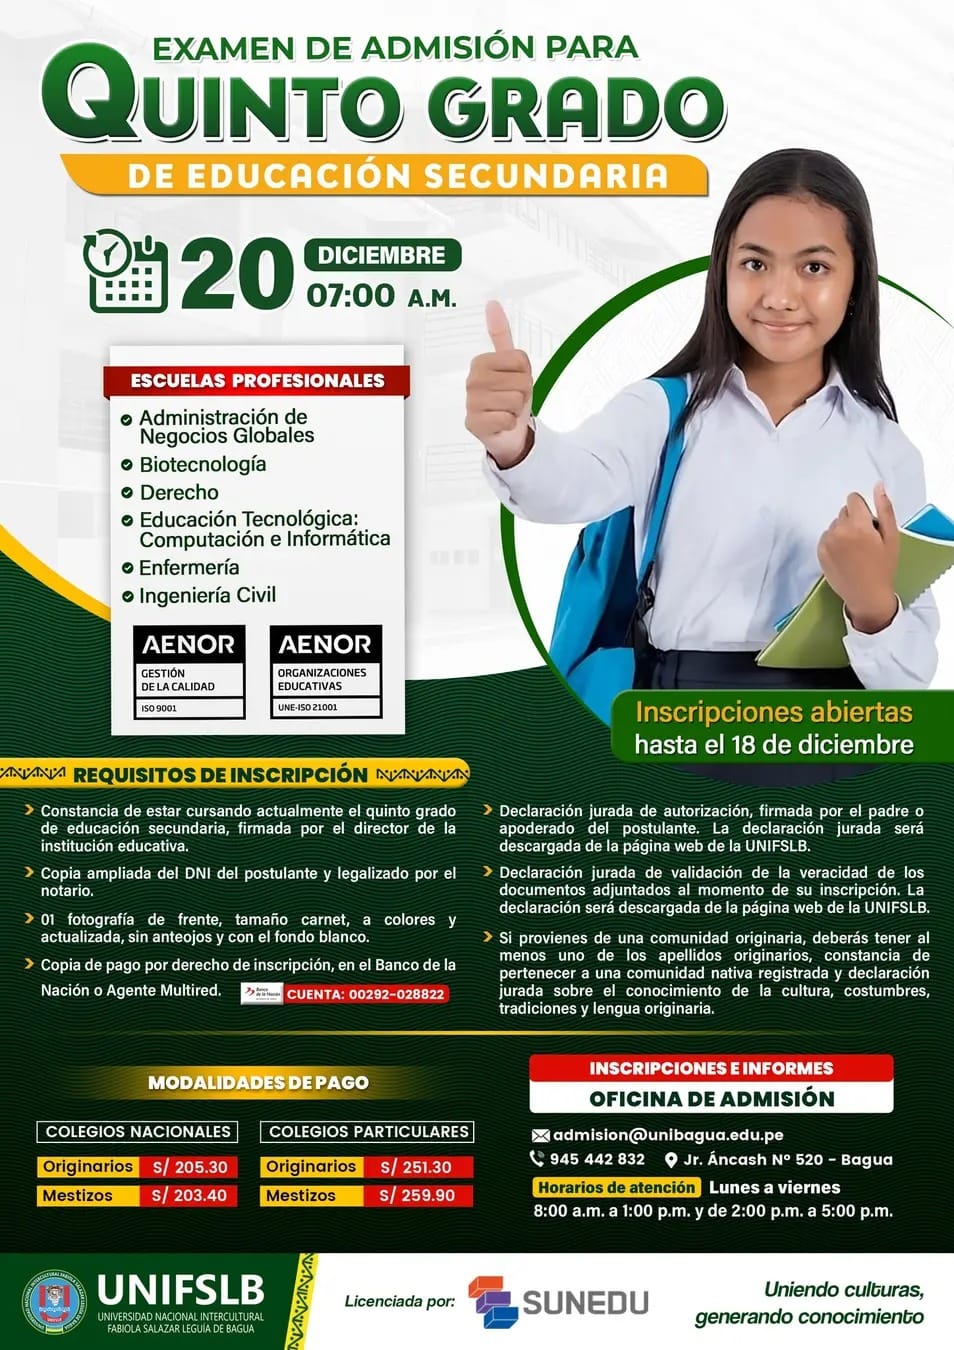 EXAMEN DE ADMISIÓN PARA
QUINTO GRADO
DE EDUCACIÓN SECUNDARIA
20
DICIEMBRE
07:00 A.M.
ESCUELAS PROFESIONALES
Administración de
Negocios Globales
Biotecnología
Derecho
Educación Tecnológica:
Computación e Informática
Enfermería
Ingeniería Civil
AENOR
GESTIÓN
DE LA CALIDAD
ISO 9001
AENOR
ORGANIZACIONES
EDUCATIVAS
UNE-ISO 21001
Inscripciones abiertas
hasta el 18 de diciembre
REQUISITOS DE INSCRIPCIÓN
Constancia de estar cursando actualmente el quinto grado
de educación secundaria, firmada por el director de la
institución educativa.
Copia ampliada del DNI del postulante y legalizado por el
notario.
01 fotografía de frente, tamaño carnet, a colores y
actualizada, sin anteojos y con el fondo blanco.
Copia de pago por derecho de inscripción, en el Banco de la
Nación o Agente Multired.
Banco
de la Nación
CUENTA: 00292-028822
Declaración jurada de autorización, firmada por el padre o
apoderado del postulante. La declaración jurada será
descargada de la página web de la UNIFSLB.
Declaración jurada de validación de la veracidad de los
documentos adjuntados al momento de su inscripción. La
declaración será descargada de la página web de la UNIFSLB.
Si provienes de una comunidad originaria, deberás tener al
menos uno de los apellidos originarios, constancia de
pertenecer a una comunidad nativa registrada y declaración
jurada sobre el conocimiento de la cultura, costumbres,
tradiciones y lengua originaria.
MODALIDADES DE PAGO
COLEGIOS NACIONALES
Originarios S/ 205.30
Mestizos S/ 203.40
COLEGIOS PARTICULARES
Originarios S/ 251.30
Mestizos S/ 259.90
INSCRIPCIONES E INFORMES
OFICINA DE ADMISIÓN
admision@unibagua.edu.pe
945 442 832 Jr. Áncash N° 520 - Bagua
Horarios de atención Lunes a viernes
8:00 a.m. a 1:00 p.m. y de 2:00 p.m. a 5:00 p.m.
UNIFSLB
UNIVERSIDAD NACIONAL INTERCULTURAL
FABIOLA SALAZAR LEGUÍA DE BAGUA
Licenciada por:
SUNEDU
Uniendo culturas,
generando conocimiento